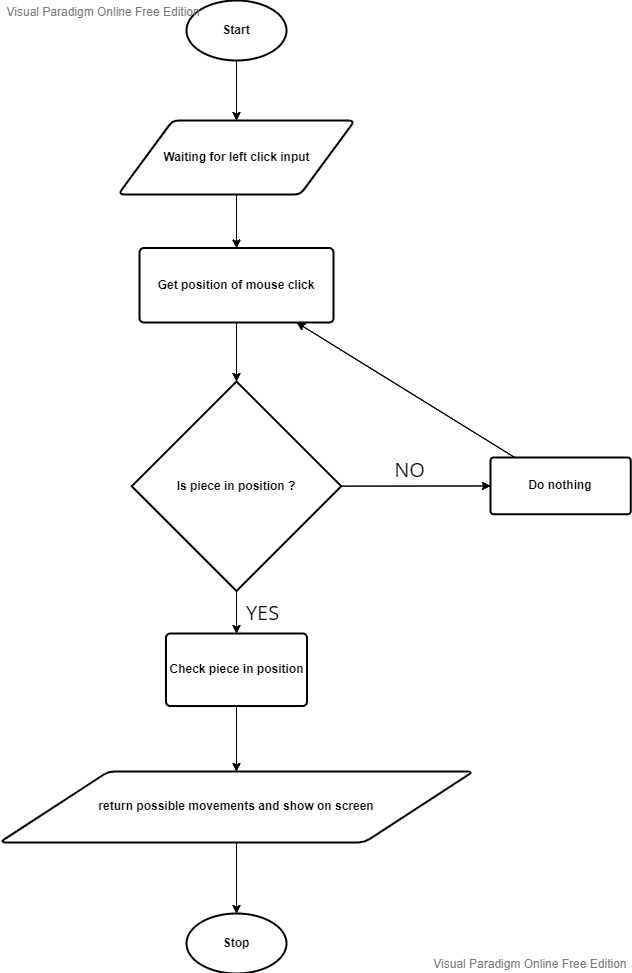 Visual Paradigm Online Free Edition
Start
Waiting for left click input
Get position of mouse click
Is piece in position ?
NO
Do nothing
YES
Check piece in position
return possible movements and show on screen
Stop
Visual Paradigm Online Free Edition